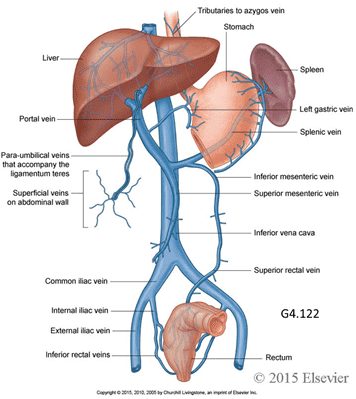 Tributaries to azygos vein
Stomach
Liver
Spleen
Left gastric vein
Portal vein
Splenic vein
Para-umbilical veins
that accompany the
ligamentum teres
Inferior mesenteric vein
Superficial veins
on abdominal wall
Superior mesenteric vein
Inferior vena cava
Superior rectal vein
Common iliac vein
Internal iliac vein
G4.122
External iliac vein
Inferior rectal veins
Rectum
© 2015 Elsevier
Copyright © 2015, 2010, 2005 by Churchill Livingstone, an imprint of Elsevier Inc.